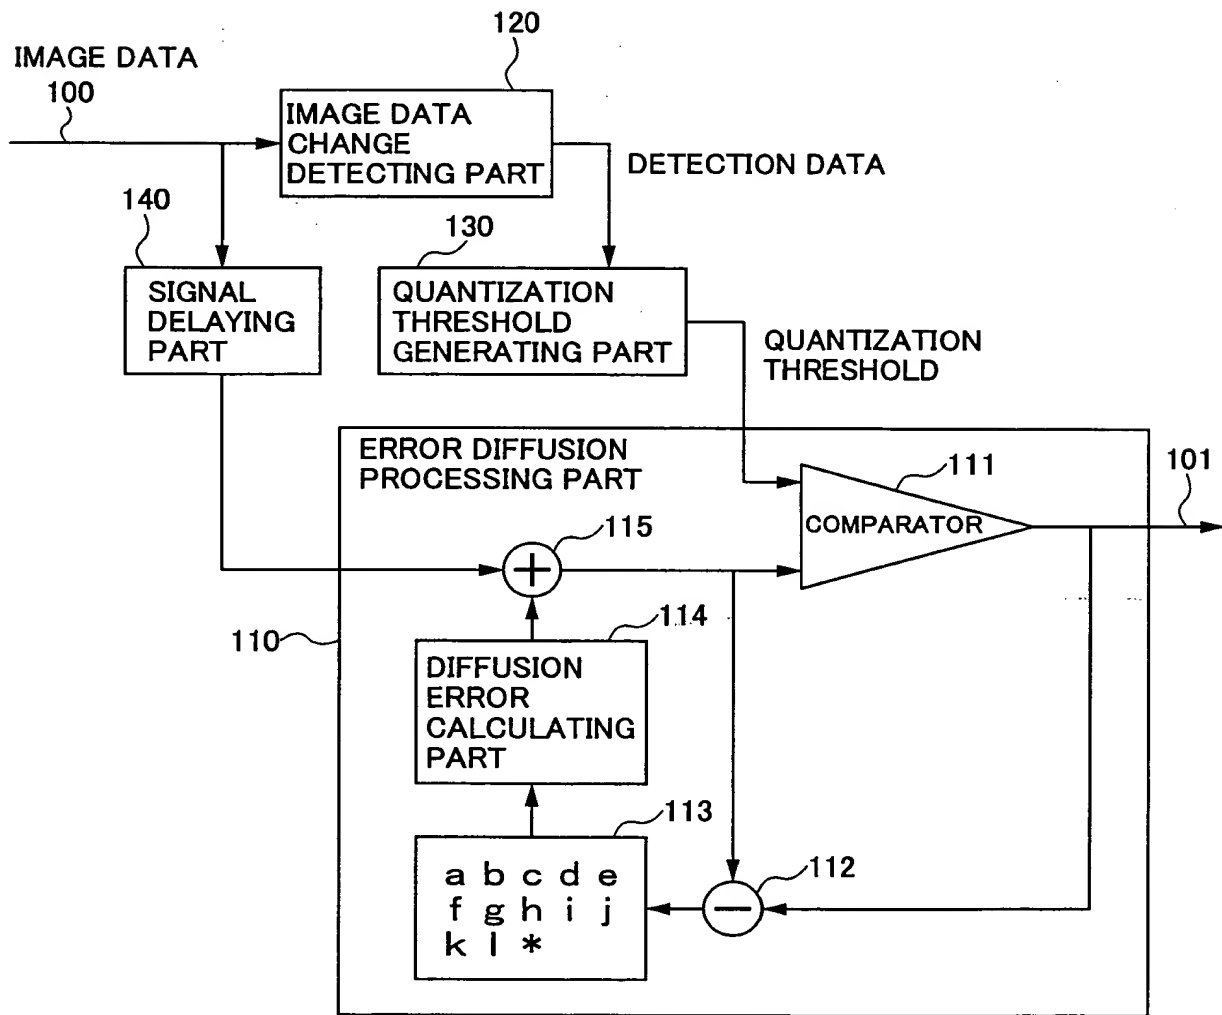 120
IMAGE DATA
100
IMAGE DATA
CHANGE
DETECTING PART
DETECTION DATA
140
130
SIGNAL
DELAYING
PART
QUANTIZATION
THRESHOLD
GENERATING PART
QUANTIZATION
THRESHOLD
ERROR DIFFUSION
PROCESSING PART
111
101
COMPARATOR
115
+
110
114
DIFFUSION
ERROR
CALCULATING
PART
113
a b c d e
f g h i j
k l *
112
−